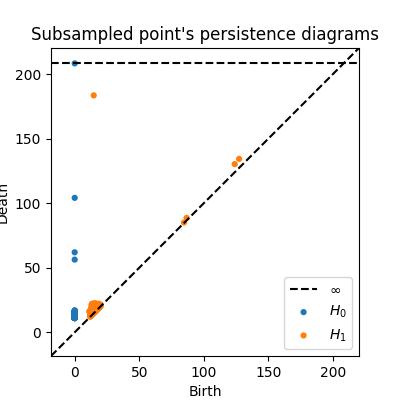 Subsampled point's persistence diagrams
200
150
100
50
0
Death
0 50 100 150 200
Birth
∞
H₀
H₁